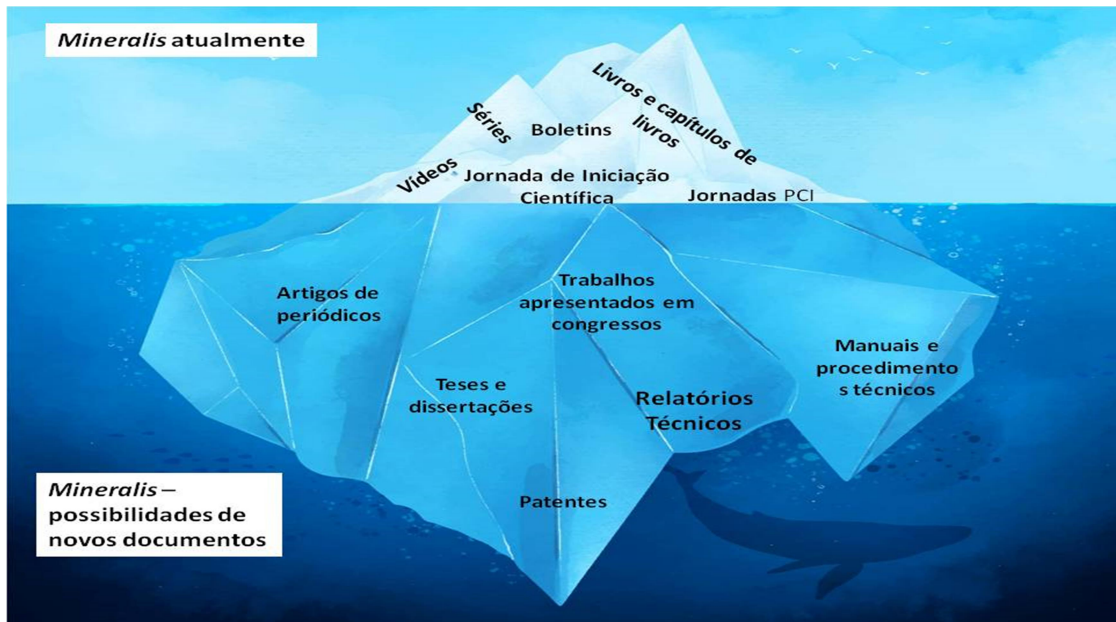 Mineralis atualmente
Livros e capítulos de
livros
Séries
Boletins
Vídeos
Jornada de Iniciação
Científica
Jornadas PCI
Artigos de
periódicos
Trabalhos
apresentados em
congressos
Manuais e
procedimento
s técnicos
Teses e
dissertações
Relatórios
Técnicos
Patentes
Mineralis –
possibilidades de
novos documentos